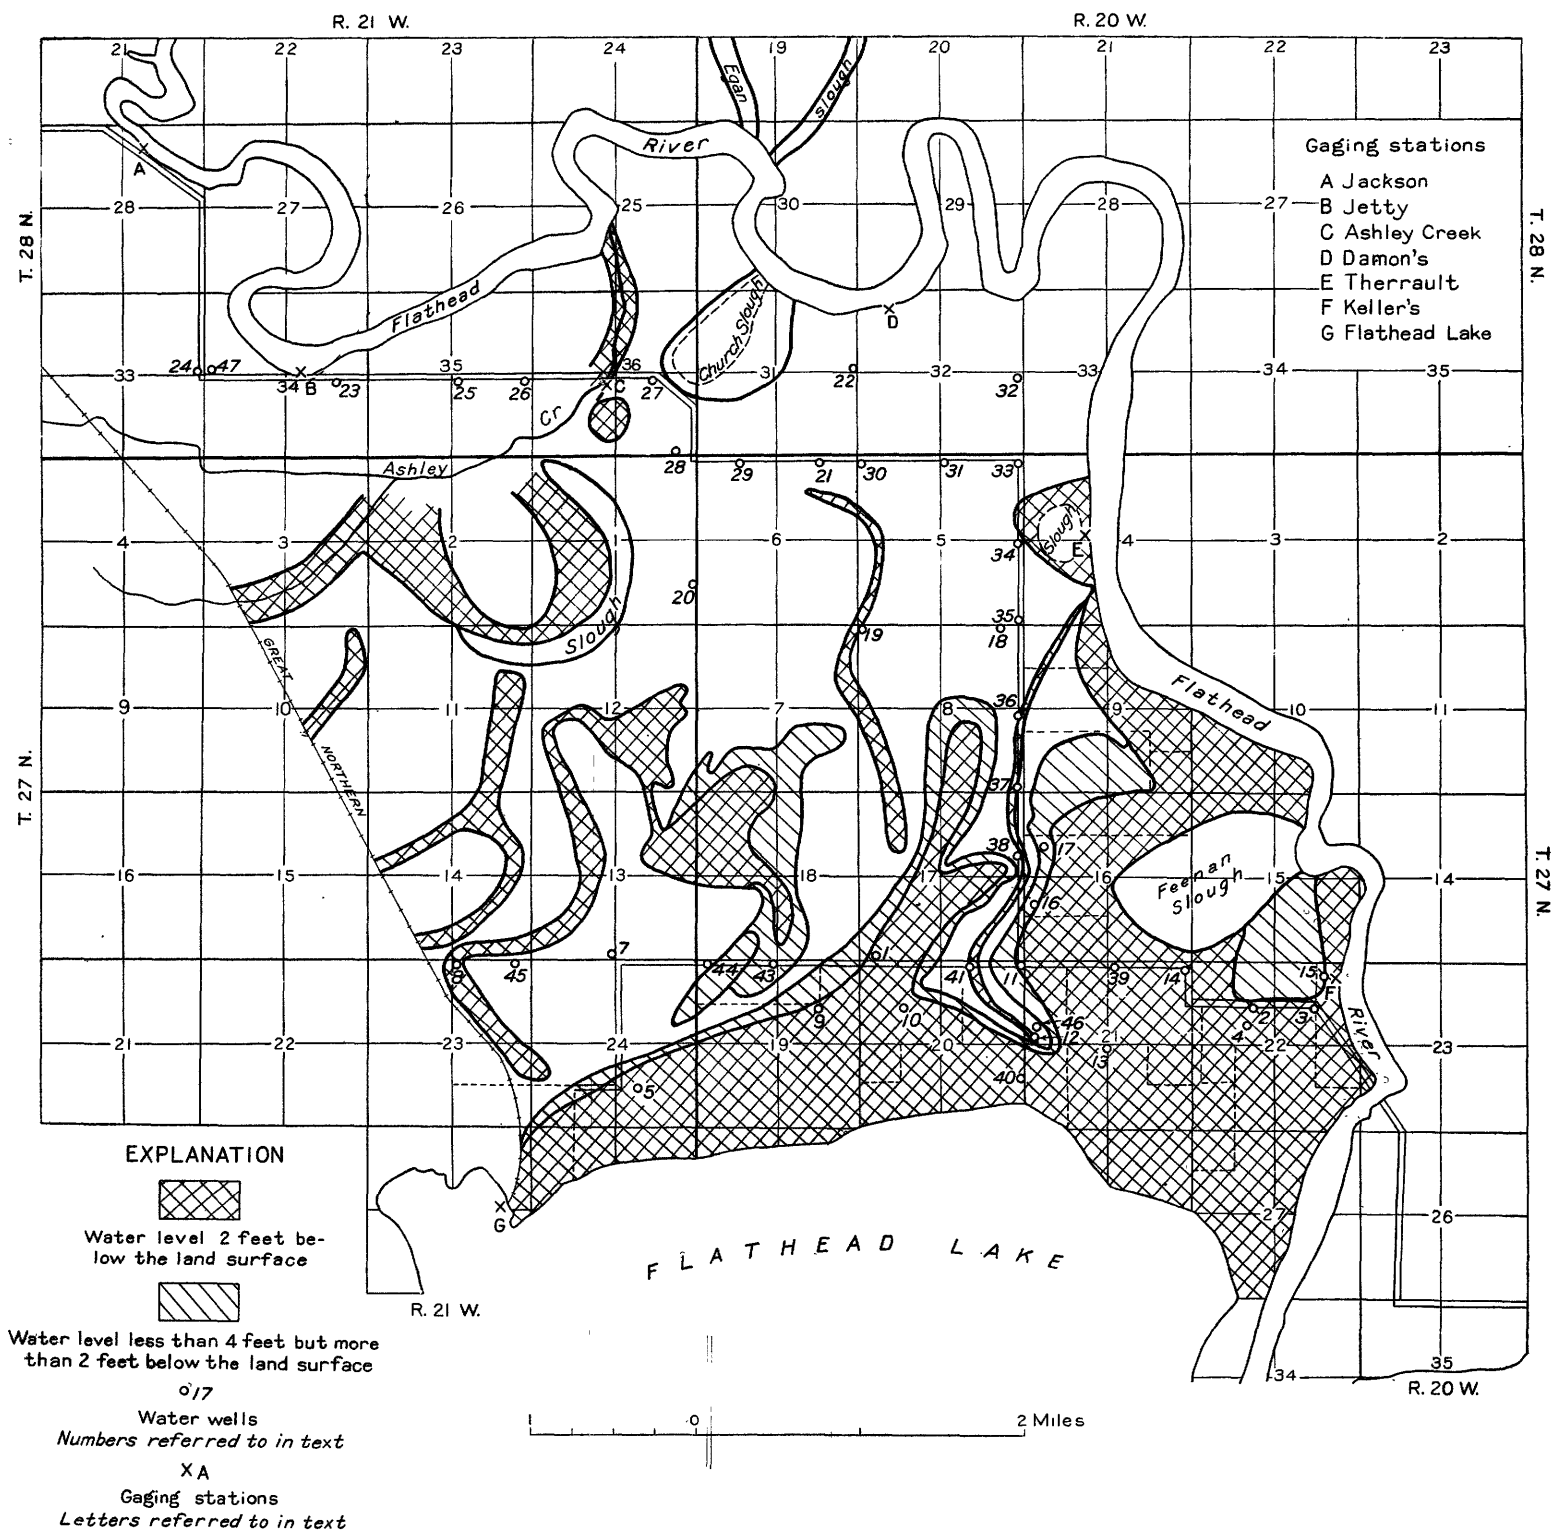 R. 21 W.
R. 20 W.
21 22 23 24 19 20 21 22 23
Egan slough
River
Gaging stations
A Jackson
B Jetty
C Ashley Creek
D Damon's
E Therrault
F Keller's
G Flathead Lake
A
T. 28 N.
28 27 26 25 30 29 28 27
T. 28 N.
Flathead
Church Slough
D
24 47
33 34 B 23 35 25 26 36 C 27 31 22 32 32 33 34 35
Cr
Ashley
28 29 21 30 31 33
Slough
4 3 2 1 6 5 34 E 4 3 2
20
Slough
19
35
18
GREAT
Flathead
9 10 11 12 7 8 36 9 10 11
NORTHERN
T. 27 N.
37
38 17
16 15 14 13 18 17 16 15 14
Feenan
Slough
T. 27 N.
16
7 1
8 45 44 43 41 11 39 14 15 F
9 10 46 2 3
River
12 4
21 22 23 24 19 20 21 22 23
13
5 40
EXPLANATION
Water level 2 feet be-
low the land surface
G
27 26
FLATHEAD LAKE
R. 21 W.
Water level less than 4 feet but more
than 2 feet below the land surface
34 35
R. 20 W.
17
Water wells
Numbers referred to in text
1 0 2 Miles
X A
Gaging stations
Letters referred to in text